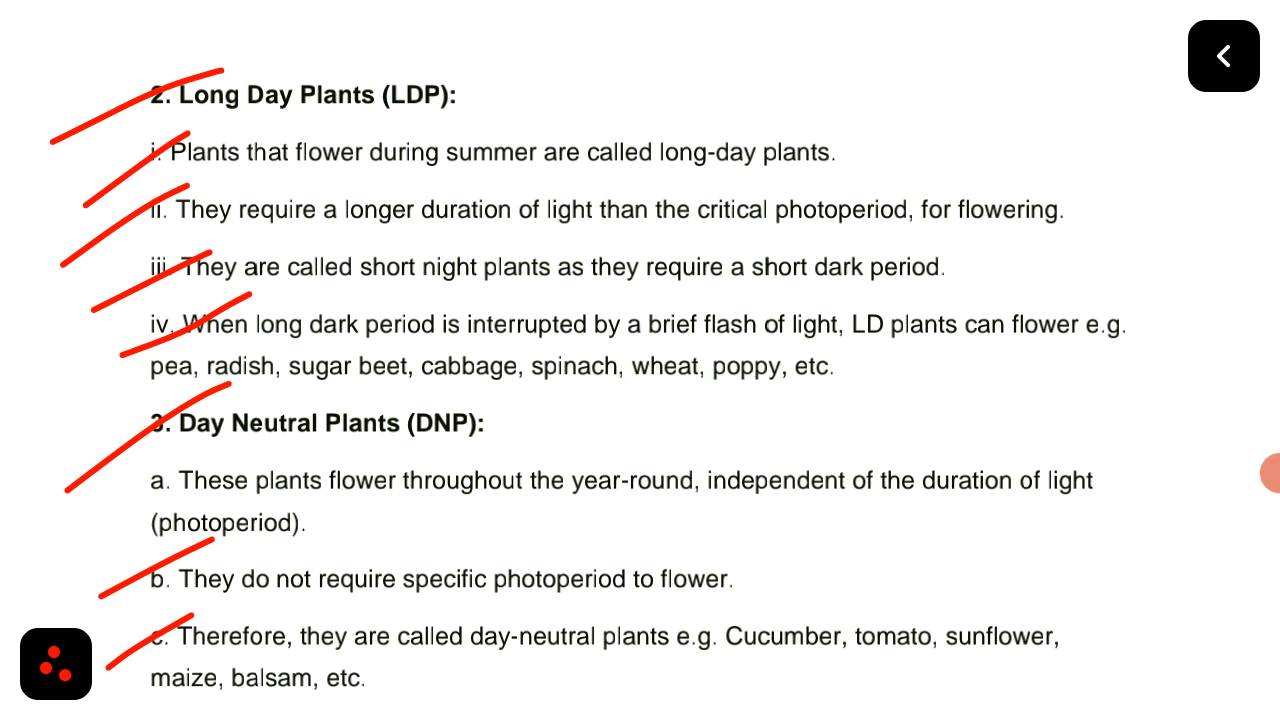 2. Long Day Plants (LDP):
i. Plants that flower during summer are called long-day plants.
ii. They require a longer duration of light than the critical photoperiod, for flowering.
iii. They are called short night plants as they require a short dark period.
iv. When long dark period is interrupted by a brief flash of light, LD plants can flower e.g.
pea, radish, sugar beet, cabbage, spinach, wheat, poppy, etc.
3. Day Neutral Plants (DNP):
a. These plants flower throughout the year-round, independent of the duration of light
(photoperiod).
b. They do not require specific photoperiod to flower.
c. Therefore, they are called day-neutral plants e.g. Cucumber, tomato, sunflower,
maize, balsam, etc.